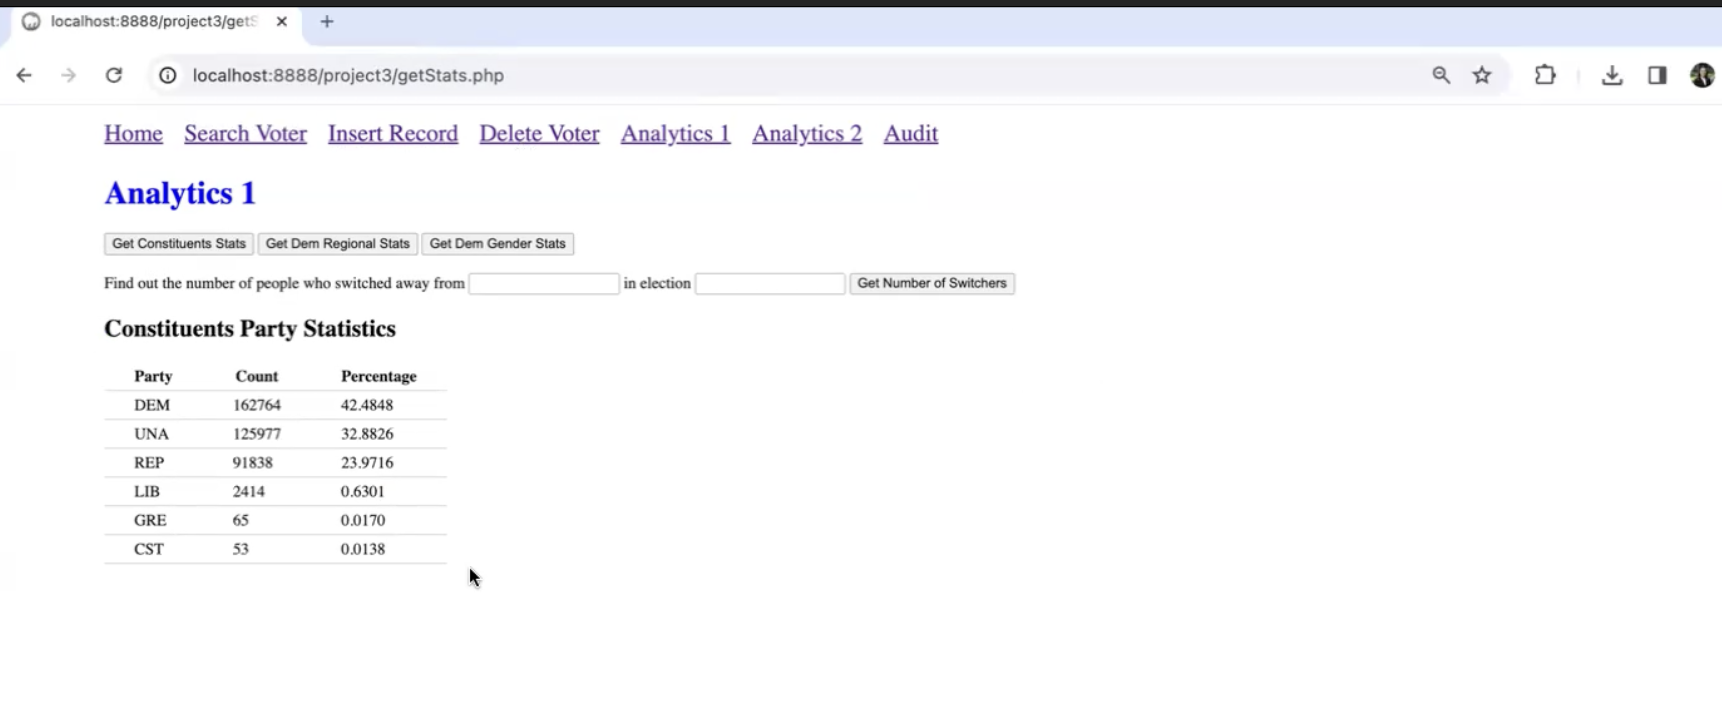 localhost:8888/project3/getS
localhost:8888/project3/getStats.php
Home Search Voter Insert Record Delete Voter Analytics 1 Analytics 2 Audit
Analytics 1
Get Constituents Stats Get Dem Regional Stats Get Dem Gender Stats
Find out the number of people who switched away from in election Get Number of Switchers
Constituents Party Statistics
Party Count Percentage
DEM 162764 42.4848
UNA 125977 32.8826
REP 91838 23.9716
LIB 2414 0.6301
GRE 65 0.0170
CST 53 0.0138